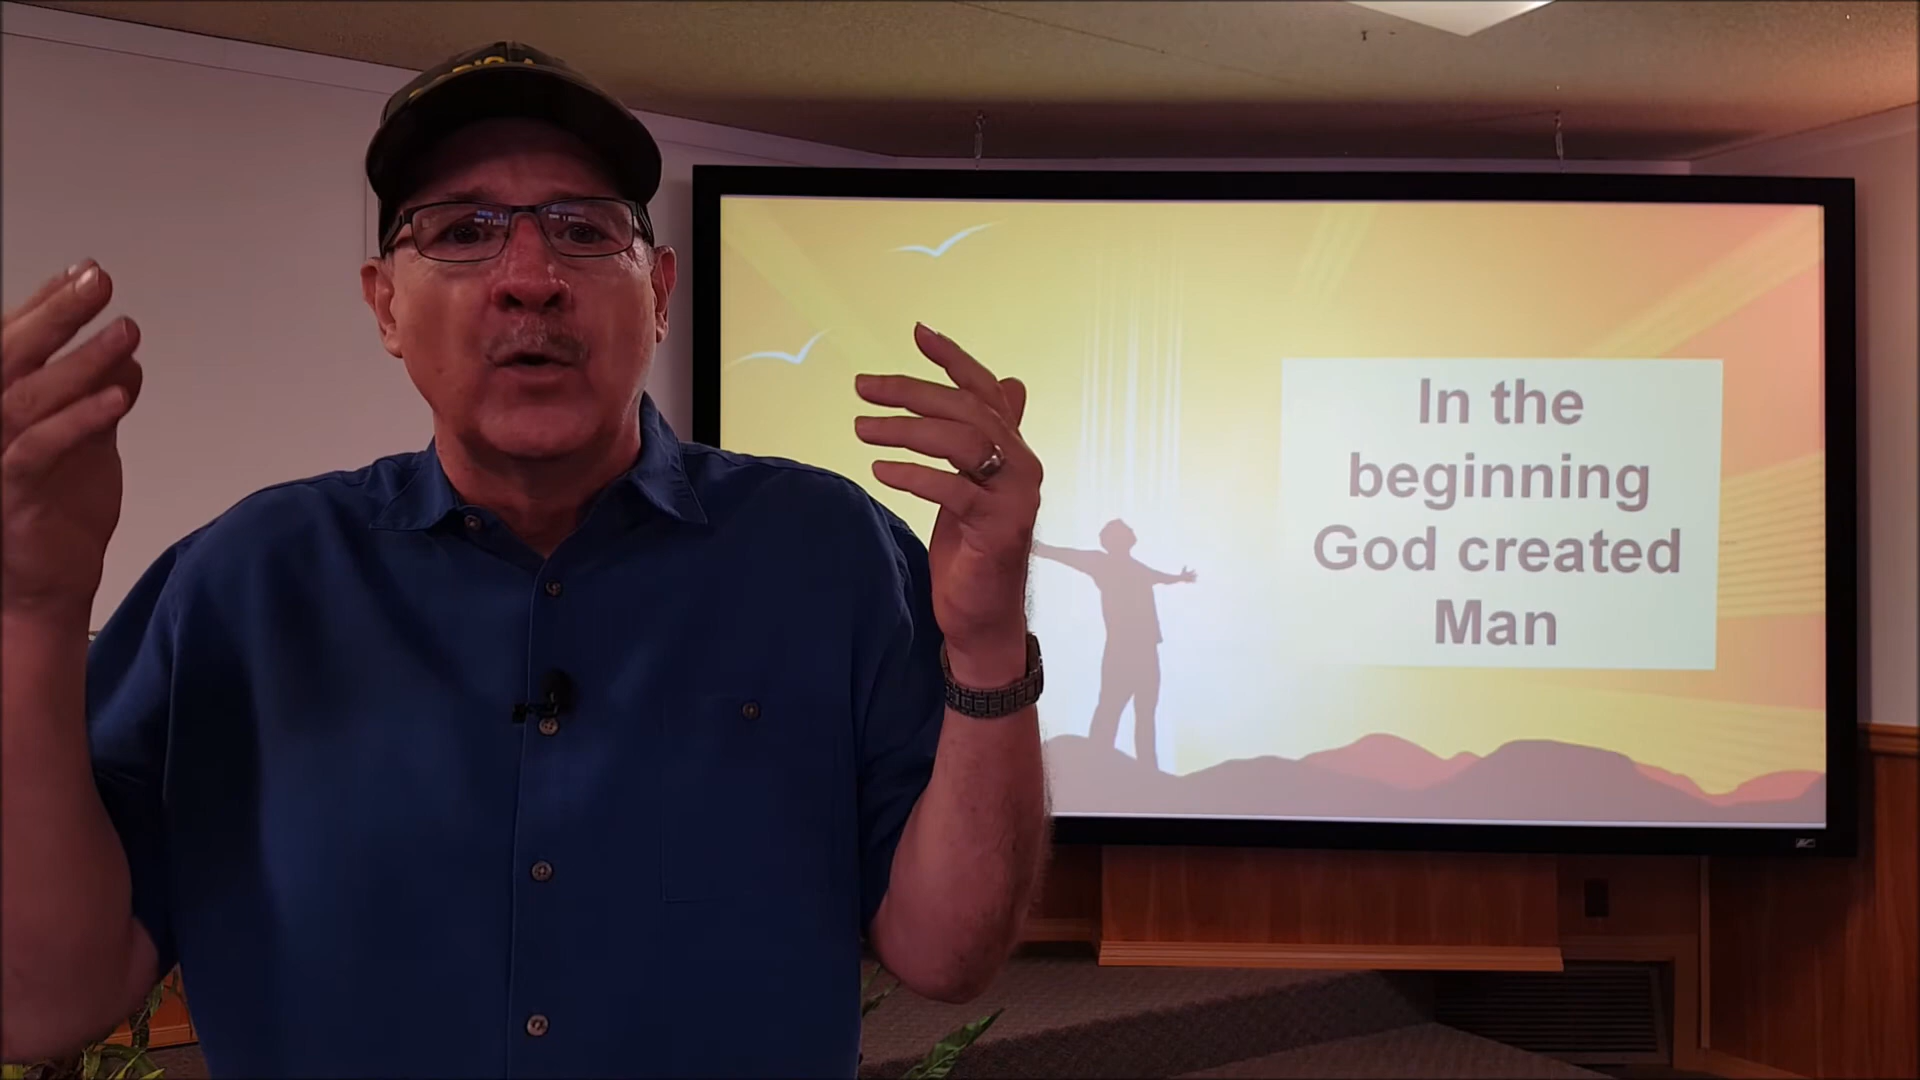 In the
beginning
God created
Man